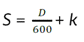 S = D/600 + k